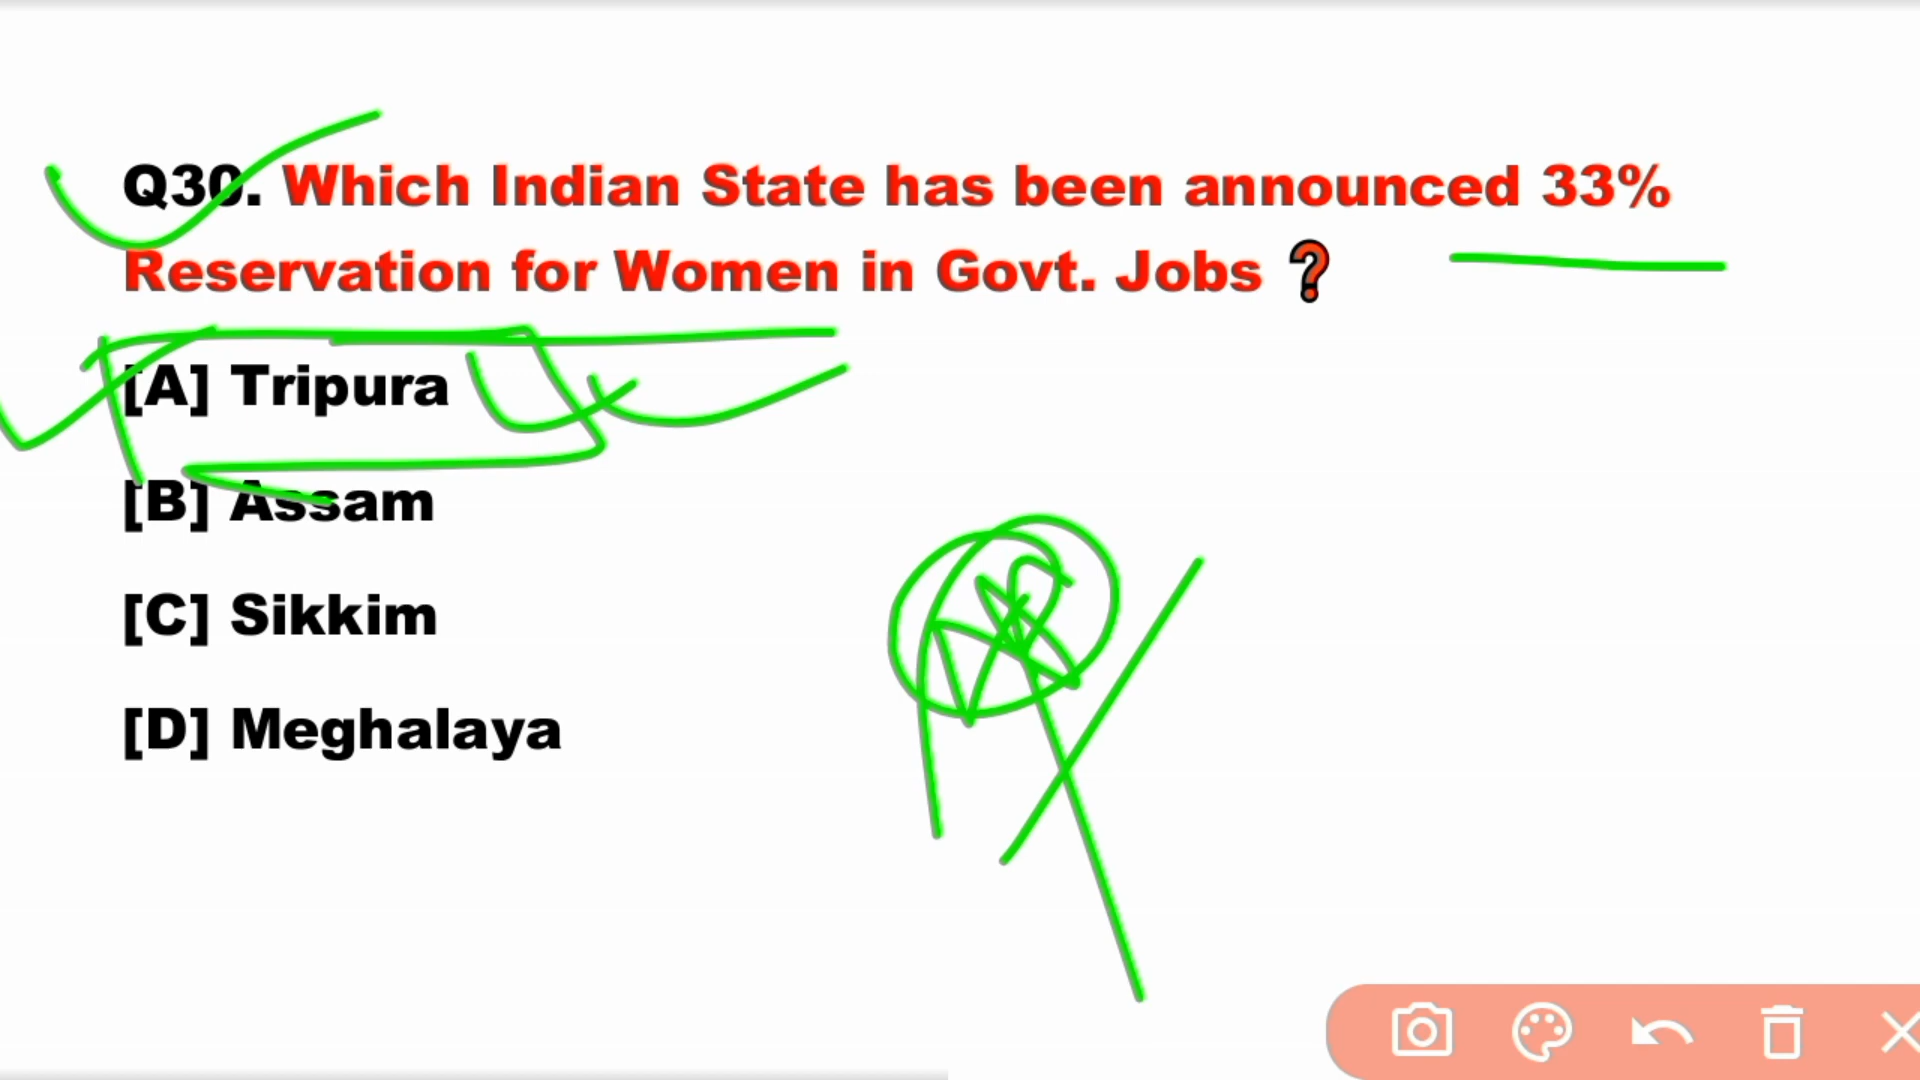 Q30. Which Indian State has been announced 33%
Reservation for Women in Govt. Jobs ?
[A] Tripura
[B] Assam
[C] Sikkim
[D] Meghalaya